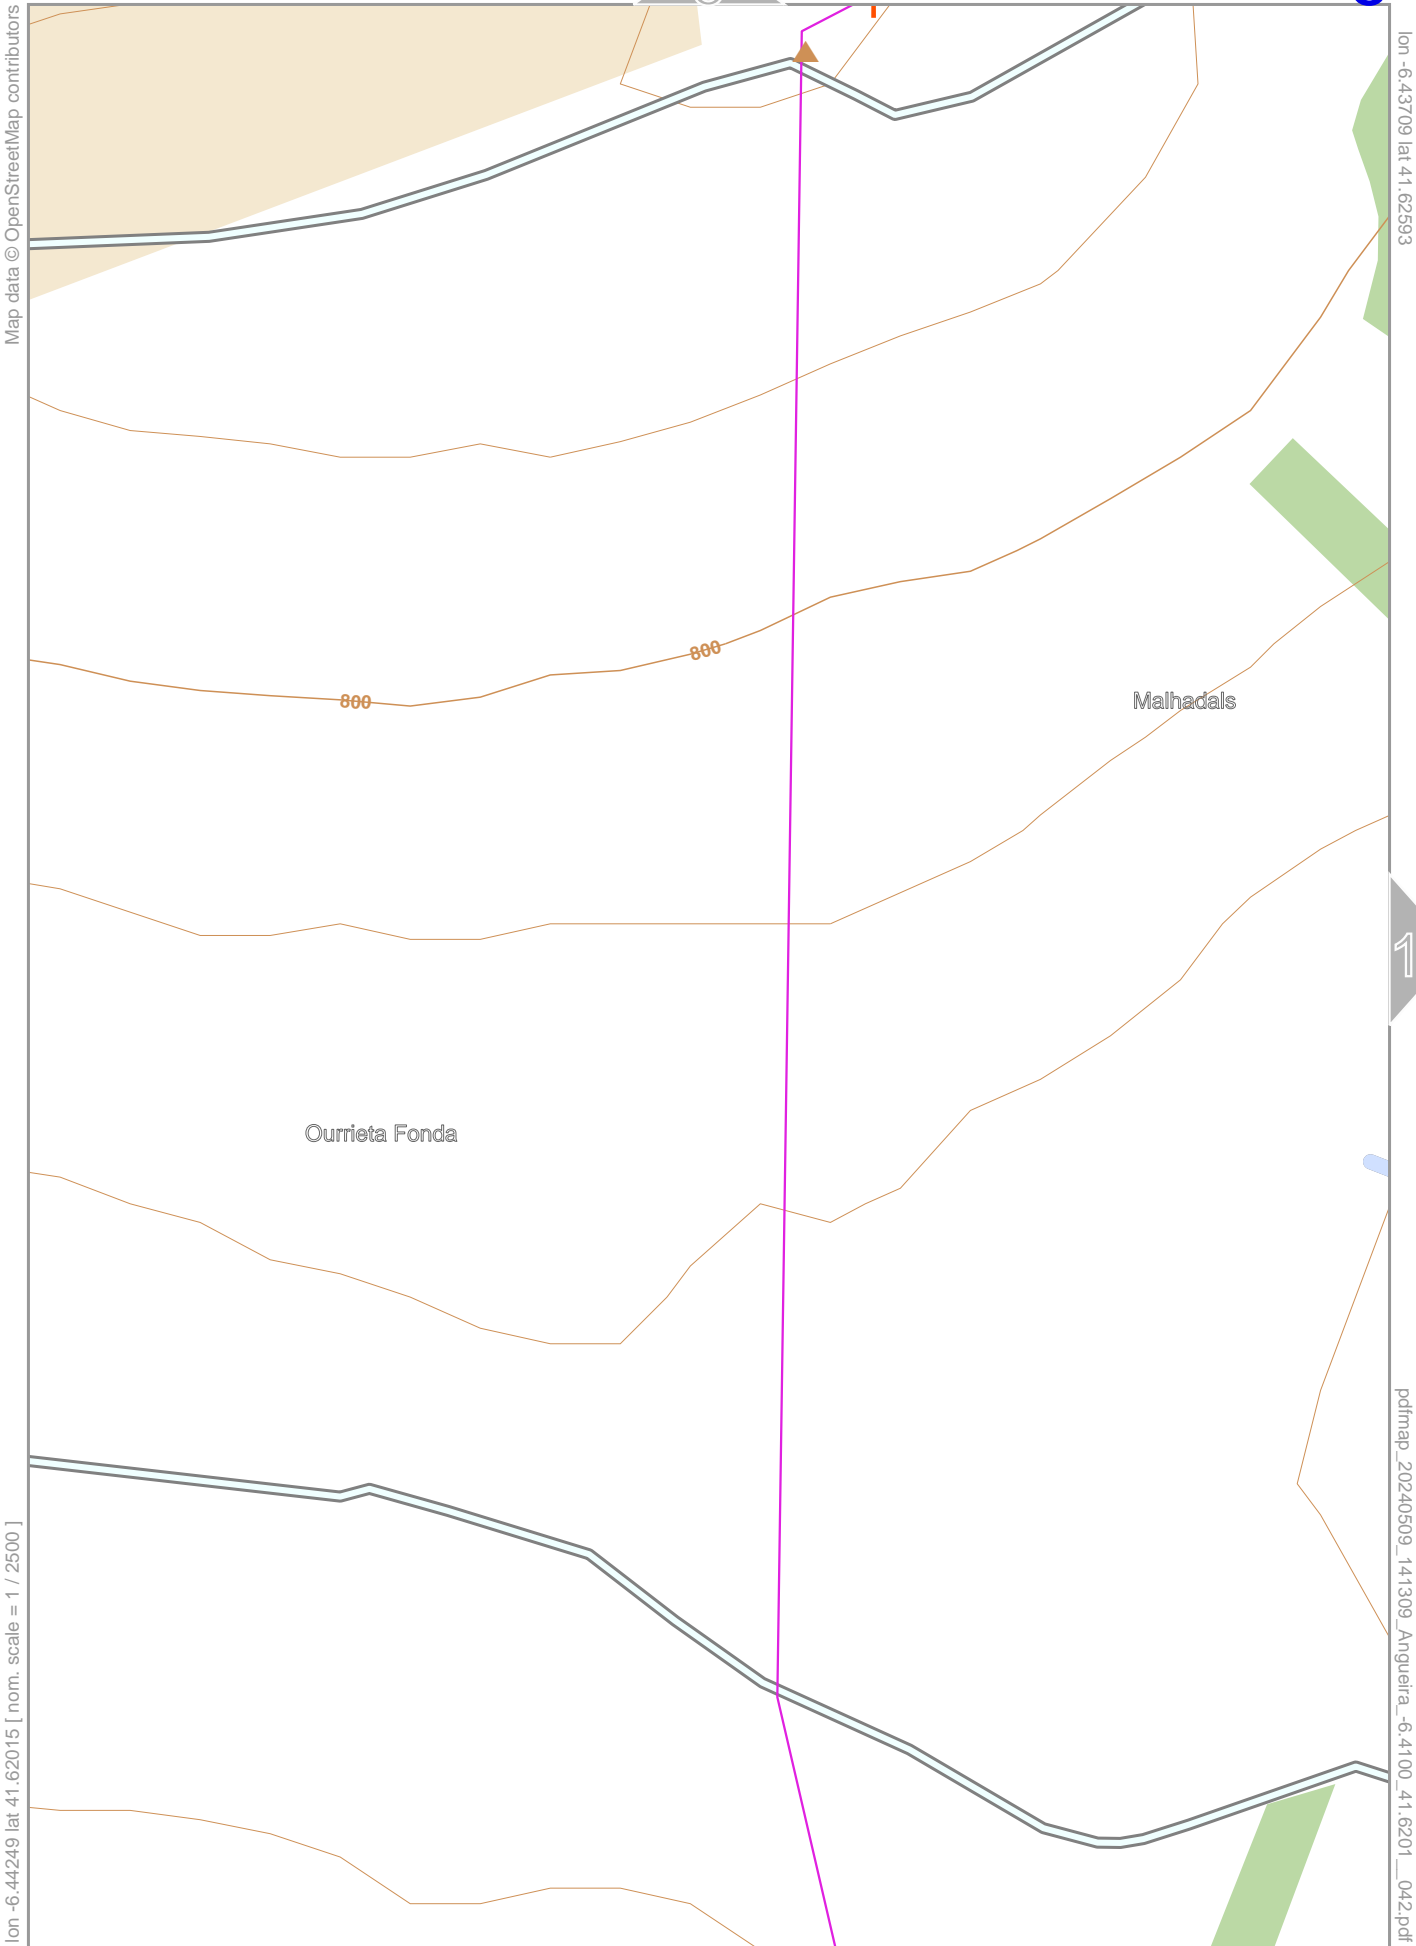 Map data © OpenStreetMap contributors
lon -6.43709 lat 41.62593
800
800
Malhadals
1
Ourrieta Fonda
lon -6.44249 lat 41.62015 [ nom. scale = 1 / 2500 ]
pdfmap_20240509_141309_Angueira_-6.4100_41.6201__042.pdf